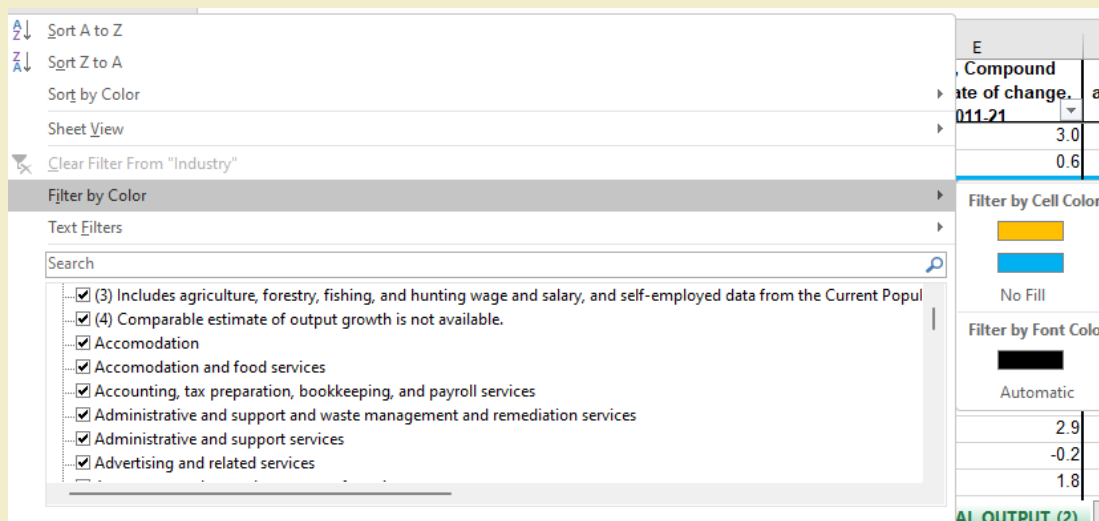 Sort A to Z
Sort Z to A
Sort by Color
Sheet View
Clear Filter From "Industry"
Filter by Color
Text Filters
Search
(3) Includes agriculture, forestry, fishing, and hunting wage and salary, and self-employed data from the Current Popul
(4) Comparable estimate of output growth is not available.
Accomodation
Accomodation and food services
Accounting, tax preparation, bookkeeping, and payroll services
Administrative and support and waste management and remediation services
Administrative and support services
Advertising and related services
E
, Compound
ate of change,
011-21
a
3.0
0.6
Filter by Cell Color
No Fill
Filter by Font Colo
Automatic
2.9
-0.2
1.8
AL OUTPUT (2)